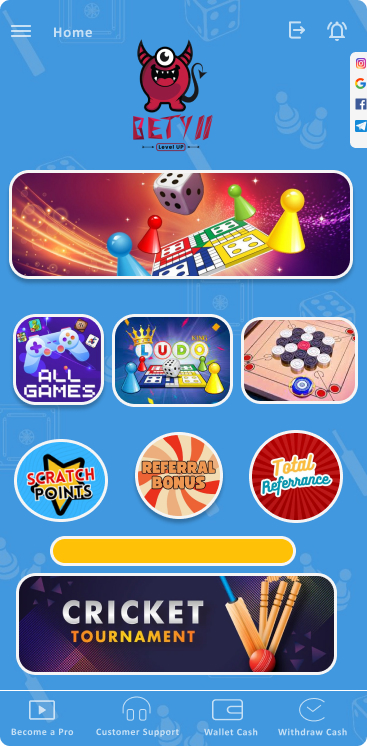 Home
BETY11
Level UP
ALL
GAMES
KING
LUDO
SCRATCH
POINTS
REFERRAL
BONUS
Total
Referrance
CRICKET
TOURNAMENT
Become a Pro
Customer Support
Wallet Cash
Withdraw Cash